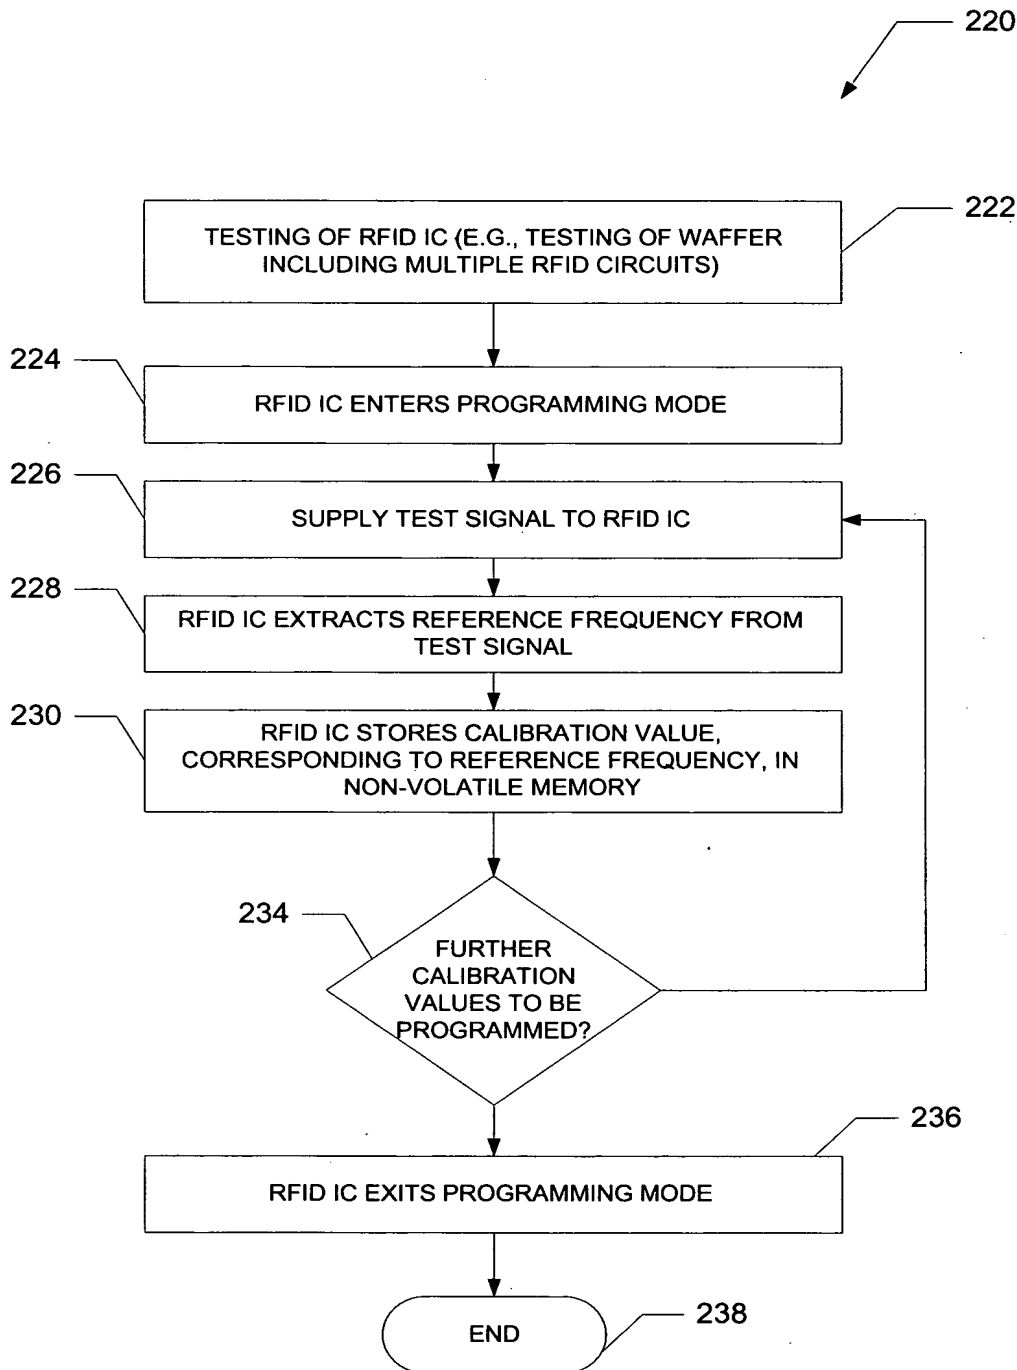 220
222
TESTING OF RFID IC (E.G., TESTING OF WAFFER
INCLUDING MULTIPLE RFID CIRCUITS)
224
RFID IC ENTERS PROGRAMMING MODE
226
SUPPLY TEST SIGNAL TO RFID IC
228
RFID IC EXTRACTS REFERENCE FREQUENCY FROM
TEST SIGNAL
230
RFID IC STORES CALIBRATION VALUE,
CORRESPONDING TO REFERENCE FREQUENCY, IN
NON-VOLATILE MEMORY
234
FURTHER
CALIBRATION
VALUES TO BE
PROGRAMMED?
236
RFID IC EXITS PROGRAMMING MODE
END
238